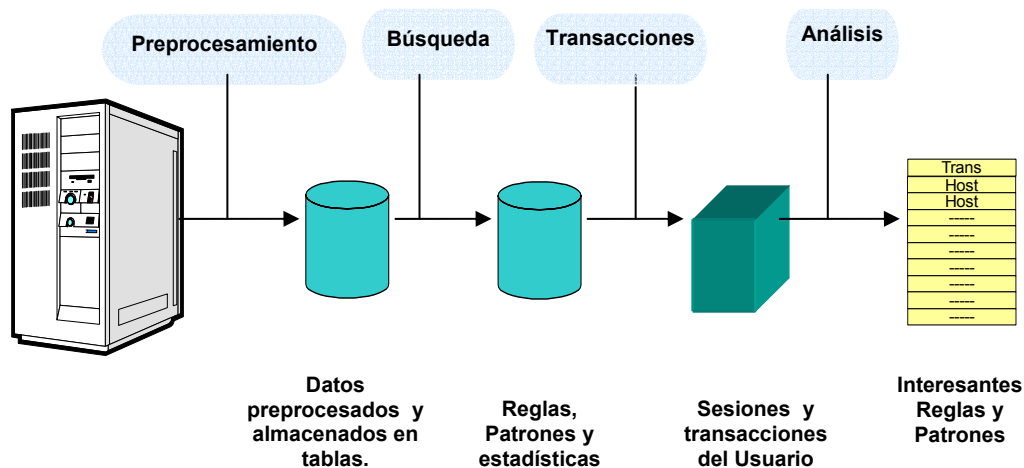 Preprocesamiento
Búsqueda
Transacciones
Análisis
Trans
Host
Host
-----
-----
-----
-----
-----
-----
-----
Datos
preprocesados y
almacenados en
tablas.
Reglas,
Patrones y
estadísticas
Sesiones y
transacciones
del Usuario
Interesantes
Reglas y
Patrones